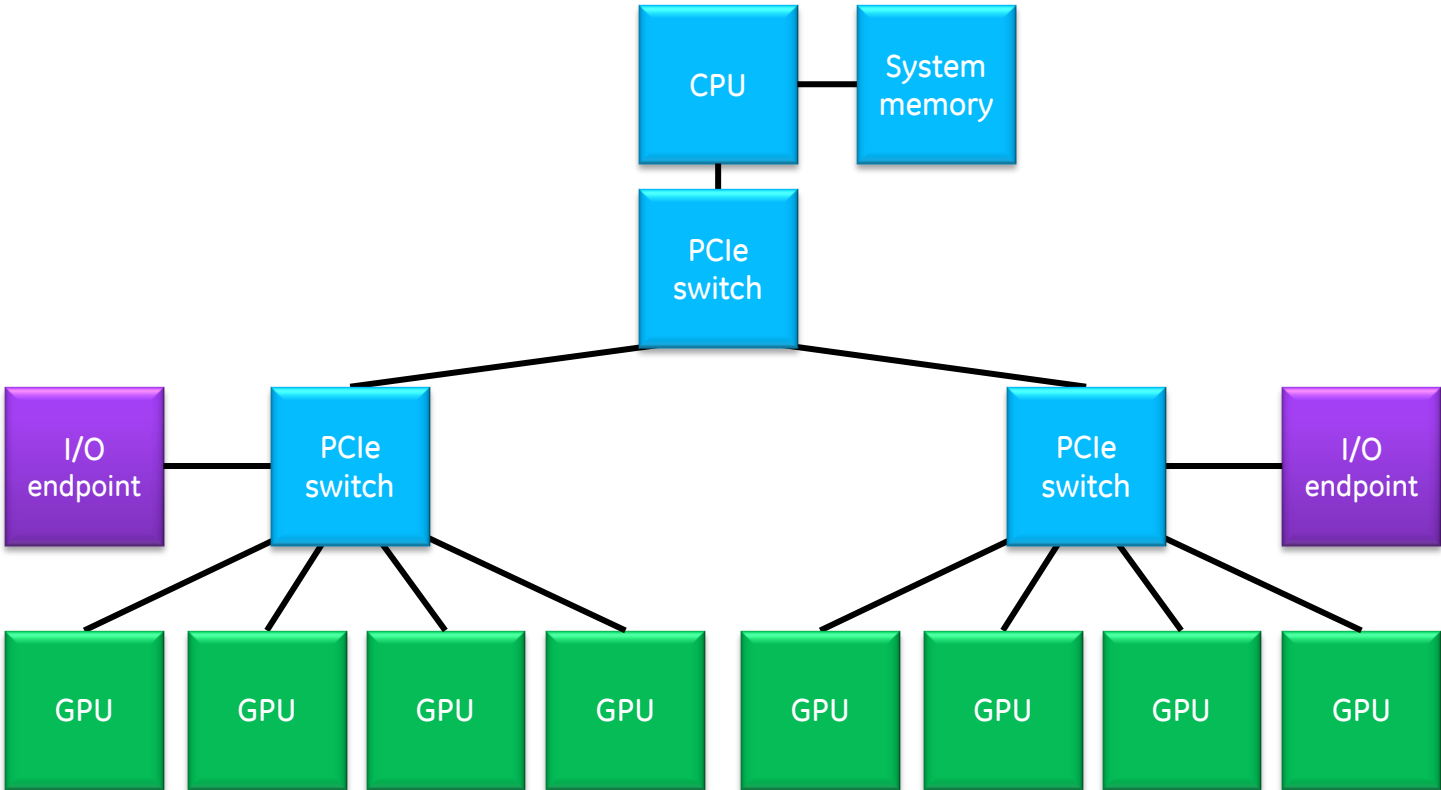 CPU
System
memory
PCIe
switch
I/O
endpoint
PCIe
switch
PCIe
switch
I/O
endpoint
GPU
GPU
GPU
GPU
GPU
GPU
GPU
GPU